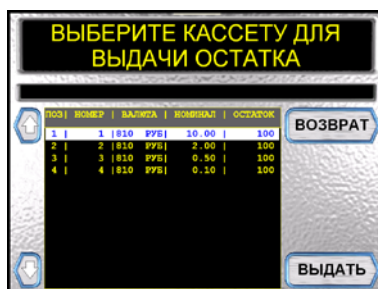 ВЫБЕРИТЕ КАССЕТУ ДЛЯ
ВЫДАЧИ ОСТАТКА
ПОЗ| НОМЕР | ВАЛЮТА | НОМИНАЛ | ОСТАТОК
1 | 1 |810 РУБ| 10.00 | 100
2 | 2 |810 РУБ| 2.00 | 100
3 | 3 |810 РУБ| 0.50 | 100
4 | 4 |810 РУБ| 0.10 | 100
ВОЗВРАТ
ВЫДАТЬ